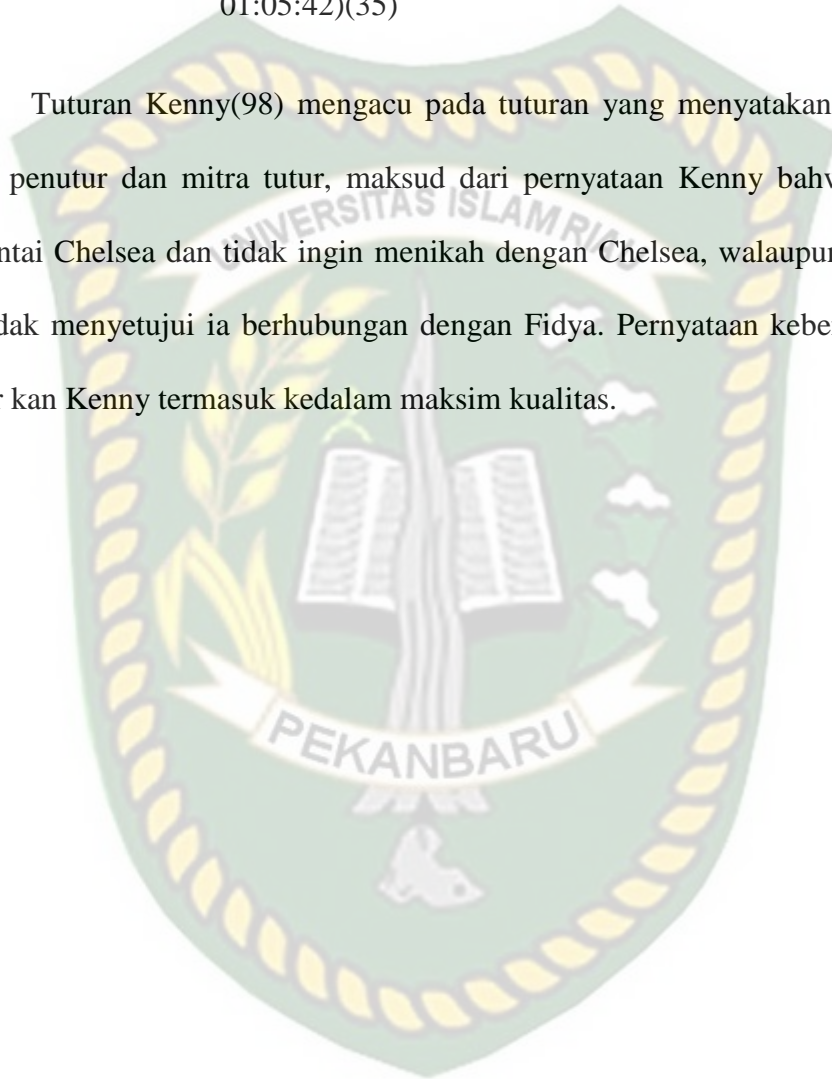 01:05:42)(35)
Tuturan Kenny(98) mengacu pada tuturan yang menyatakan
penutur dan mitra tutur, maksud dari pernyataan Kenny bahw
ntai Chelsea dan tidak ingin menikah dengan Chelsea, walaupun
dak menyetujui ia berhubungan dengan Fidya. Pernyataan kebe
r kan Kenny termasuk kedalam maksim kualitas.
UNIVERSITAS ISLAM RIAU
PEKANBARU